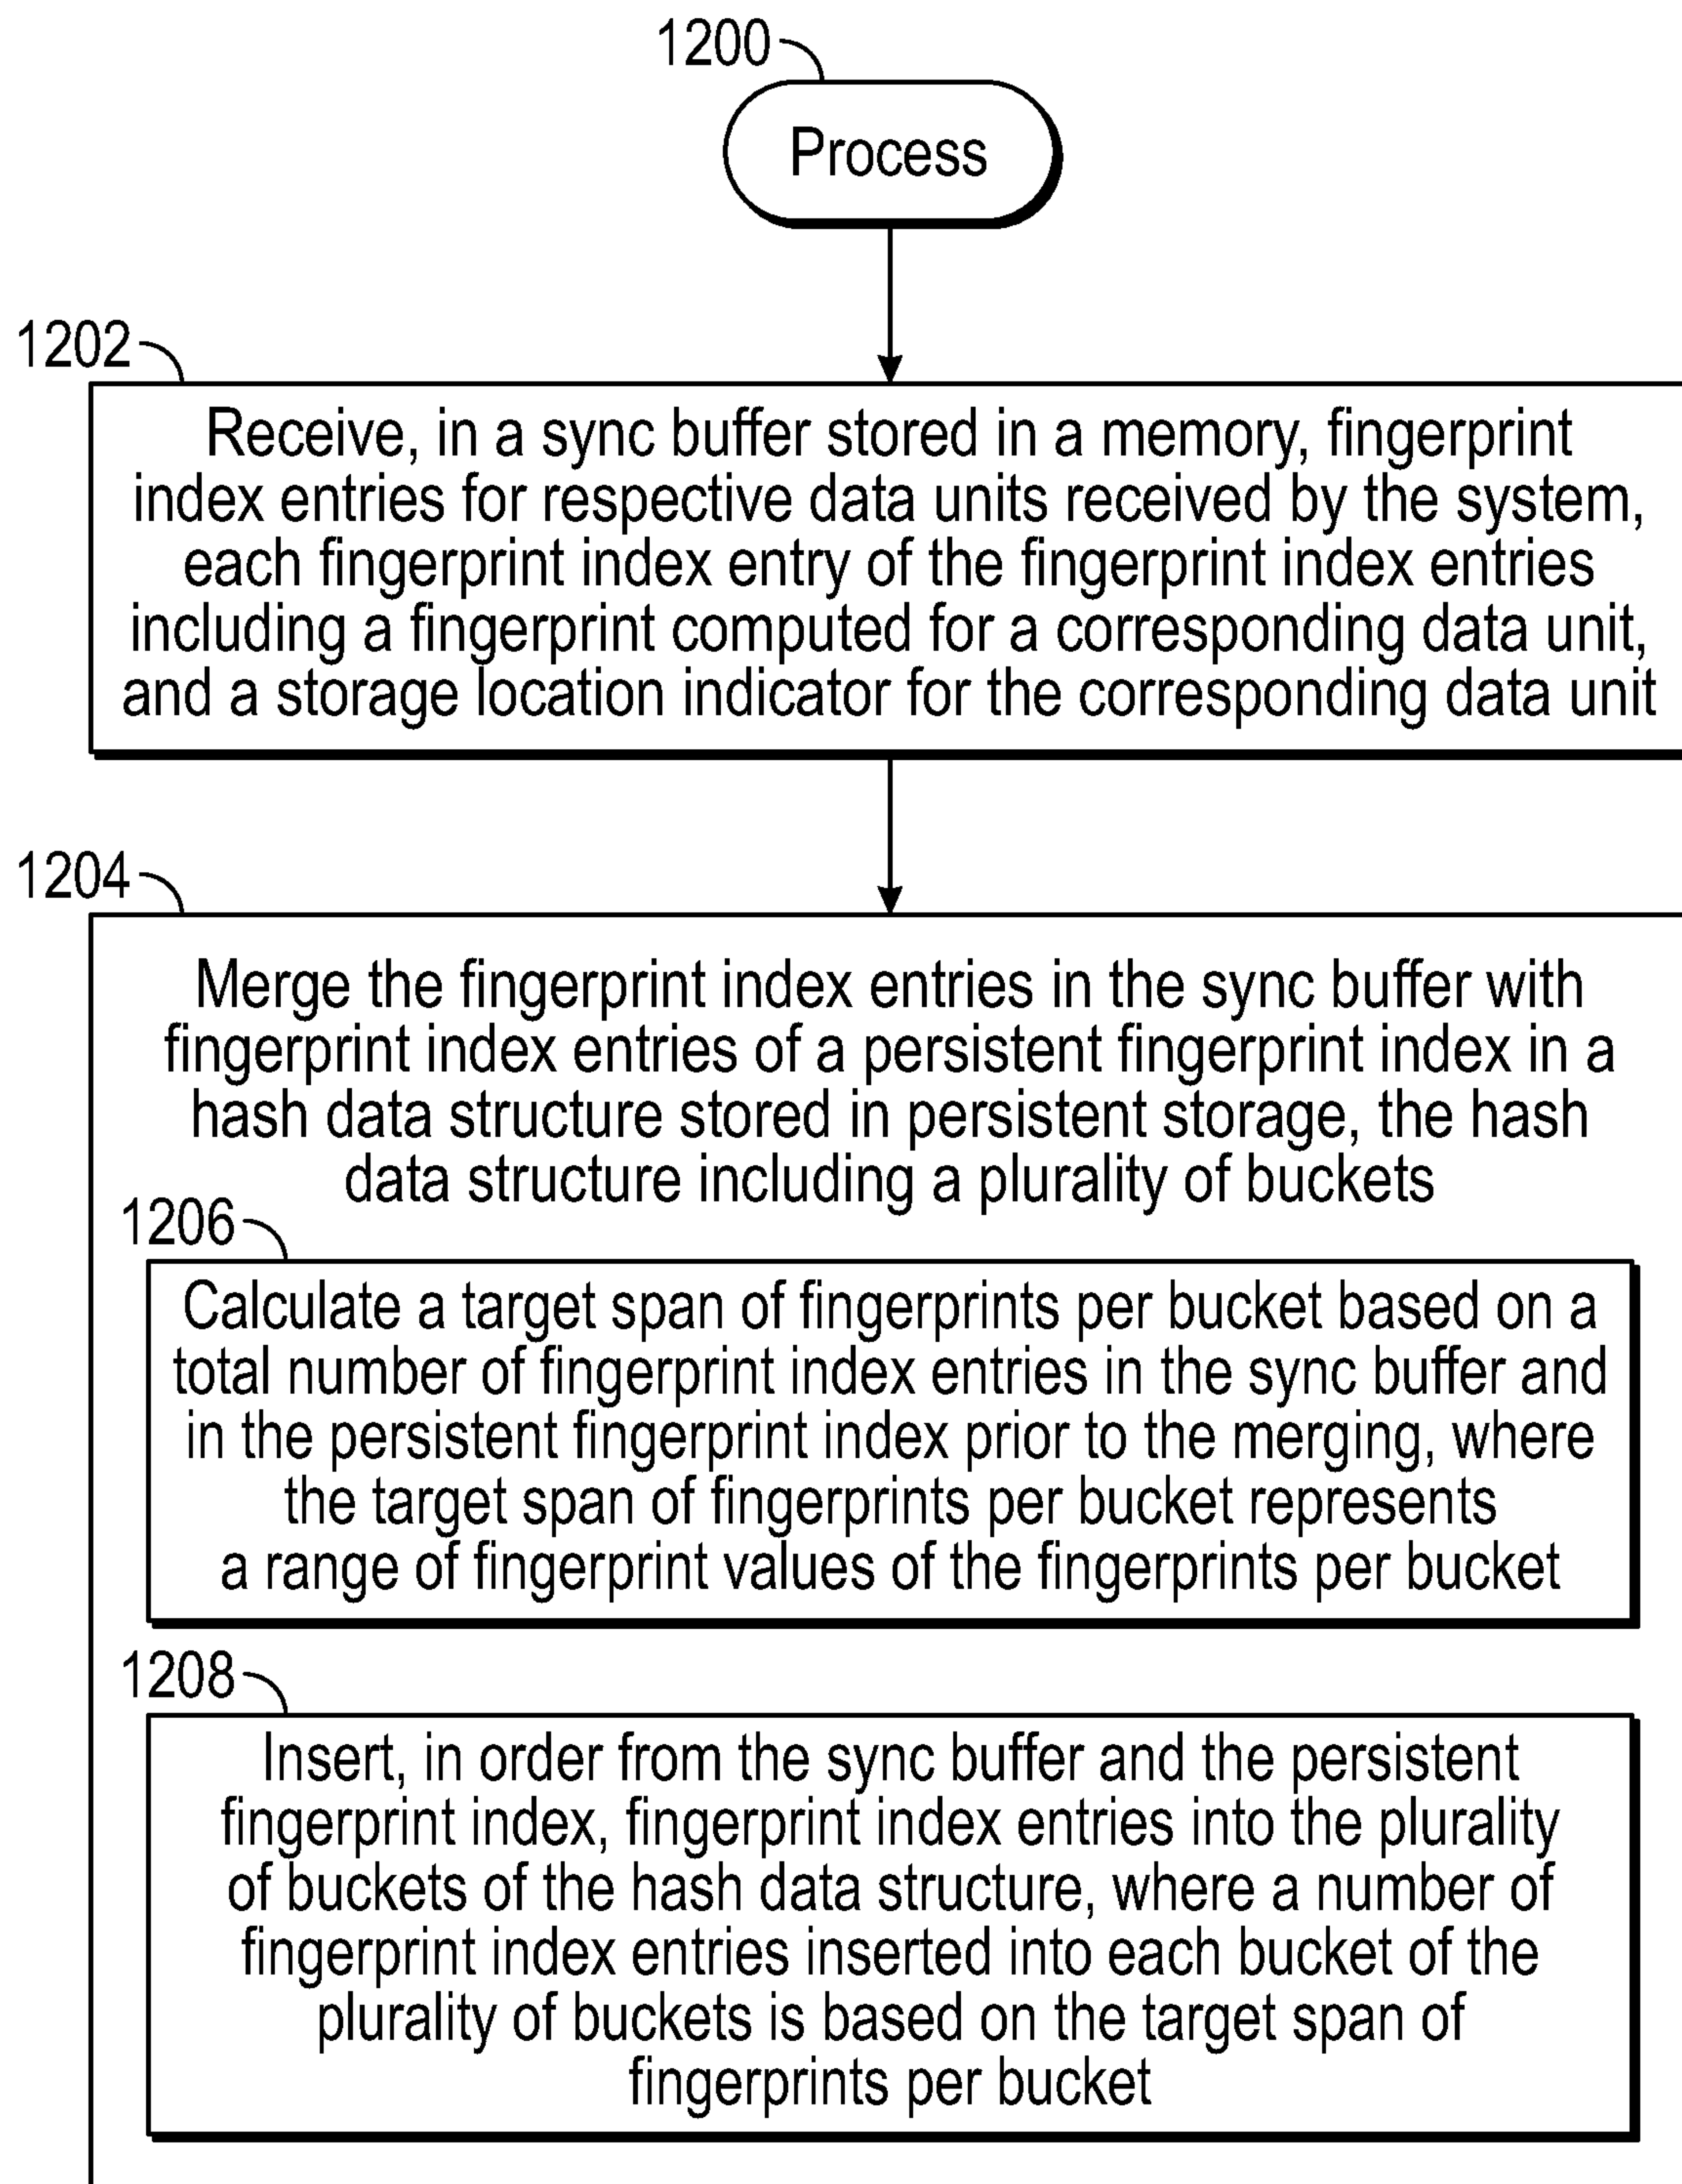 1200
Process
1202
Receive, in a sync buffer stored in a memory, fingerprint
index entries for respective data units received by the system,
each fingerprint index entry of the fingerprint index entries
including a fingerprint computed for a corresponding data unit,
and a storage location indicator for the corresponding data unit
1204
Merge the fingerprint index entries in the sync buffer with
fingerprint index entries of a persistent fingerprint index in a
hash data structure stored in persistent storage, the hash
data structure including a plurality of buckets
1206
Calculate a target span of fingerprints per bucket based on a
total number of fingerprint index entries in the sync buffer and
in the persistent fingerprint index prior to the merging, where
the target span of fingerprints per bucket represents
a range of fingerprint values of the fingerprints per bucket
1208
Insert, in order from the sync buffer and the persistent
fingerprint index, fingerprint index entries into the plurality
of buckets of the hash data structure, where a number of
fingerprint index entries inserted into each bucket of the
plurality of buckets is based on the target span of
fingerprints per bucket